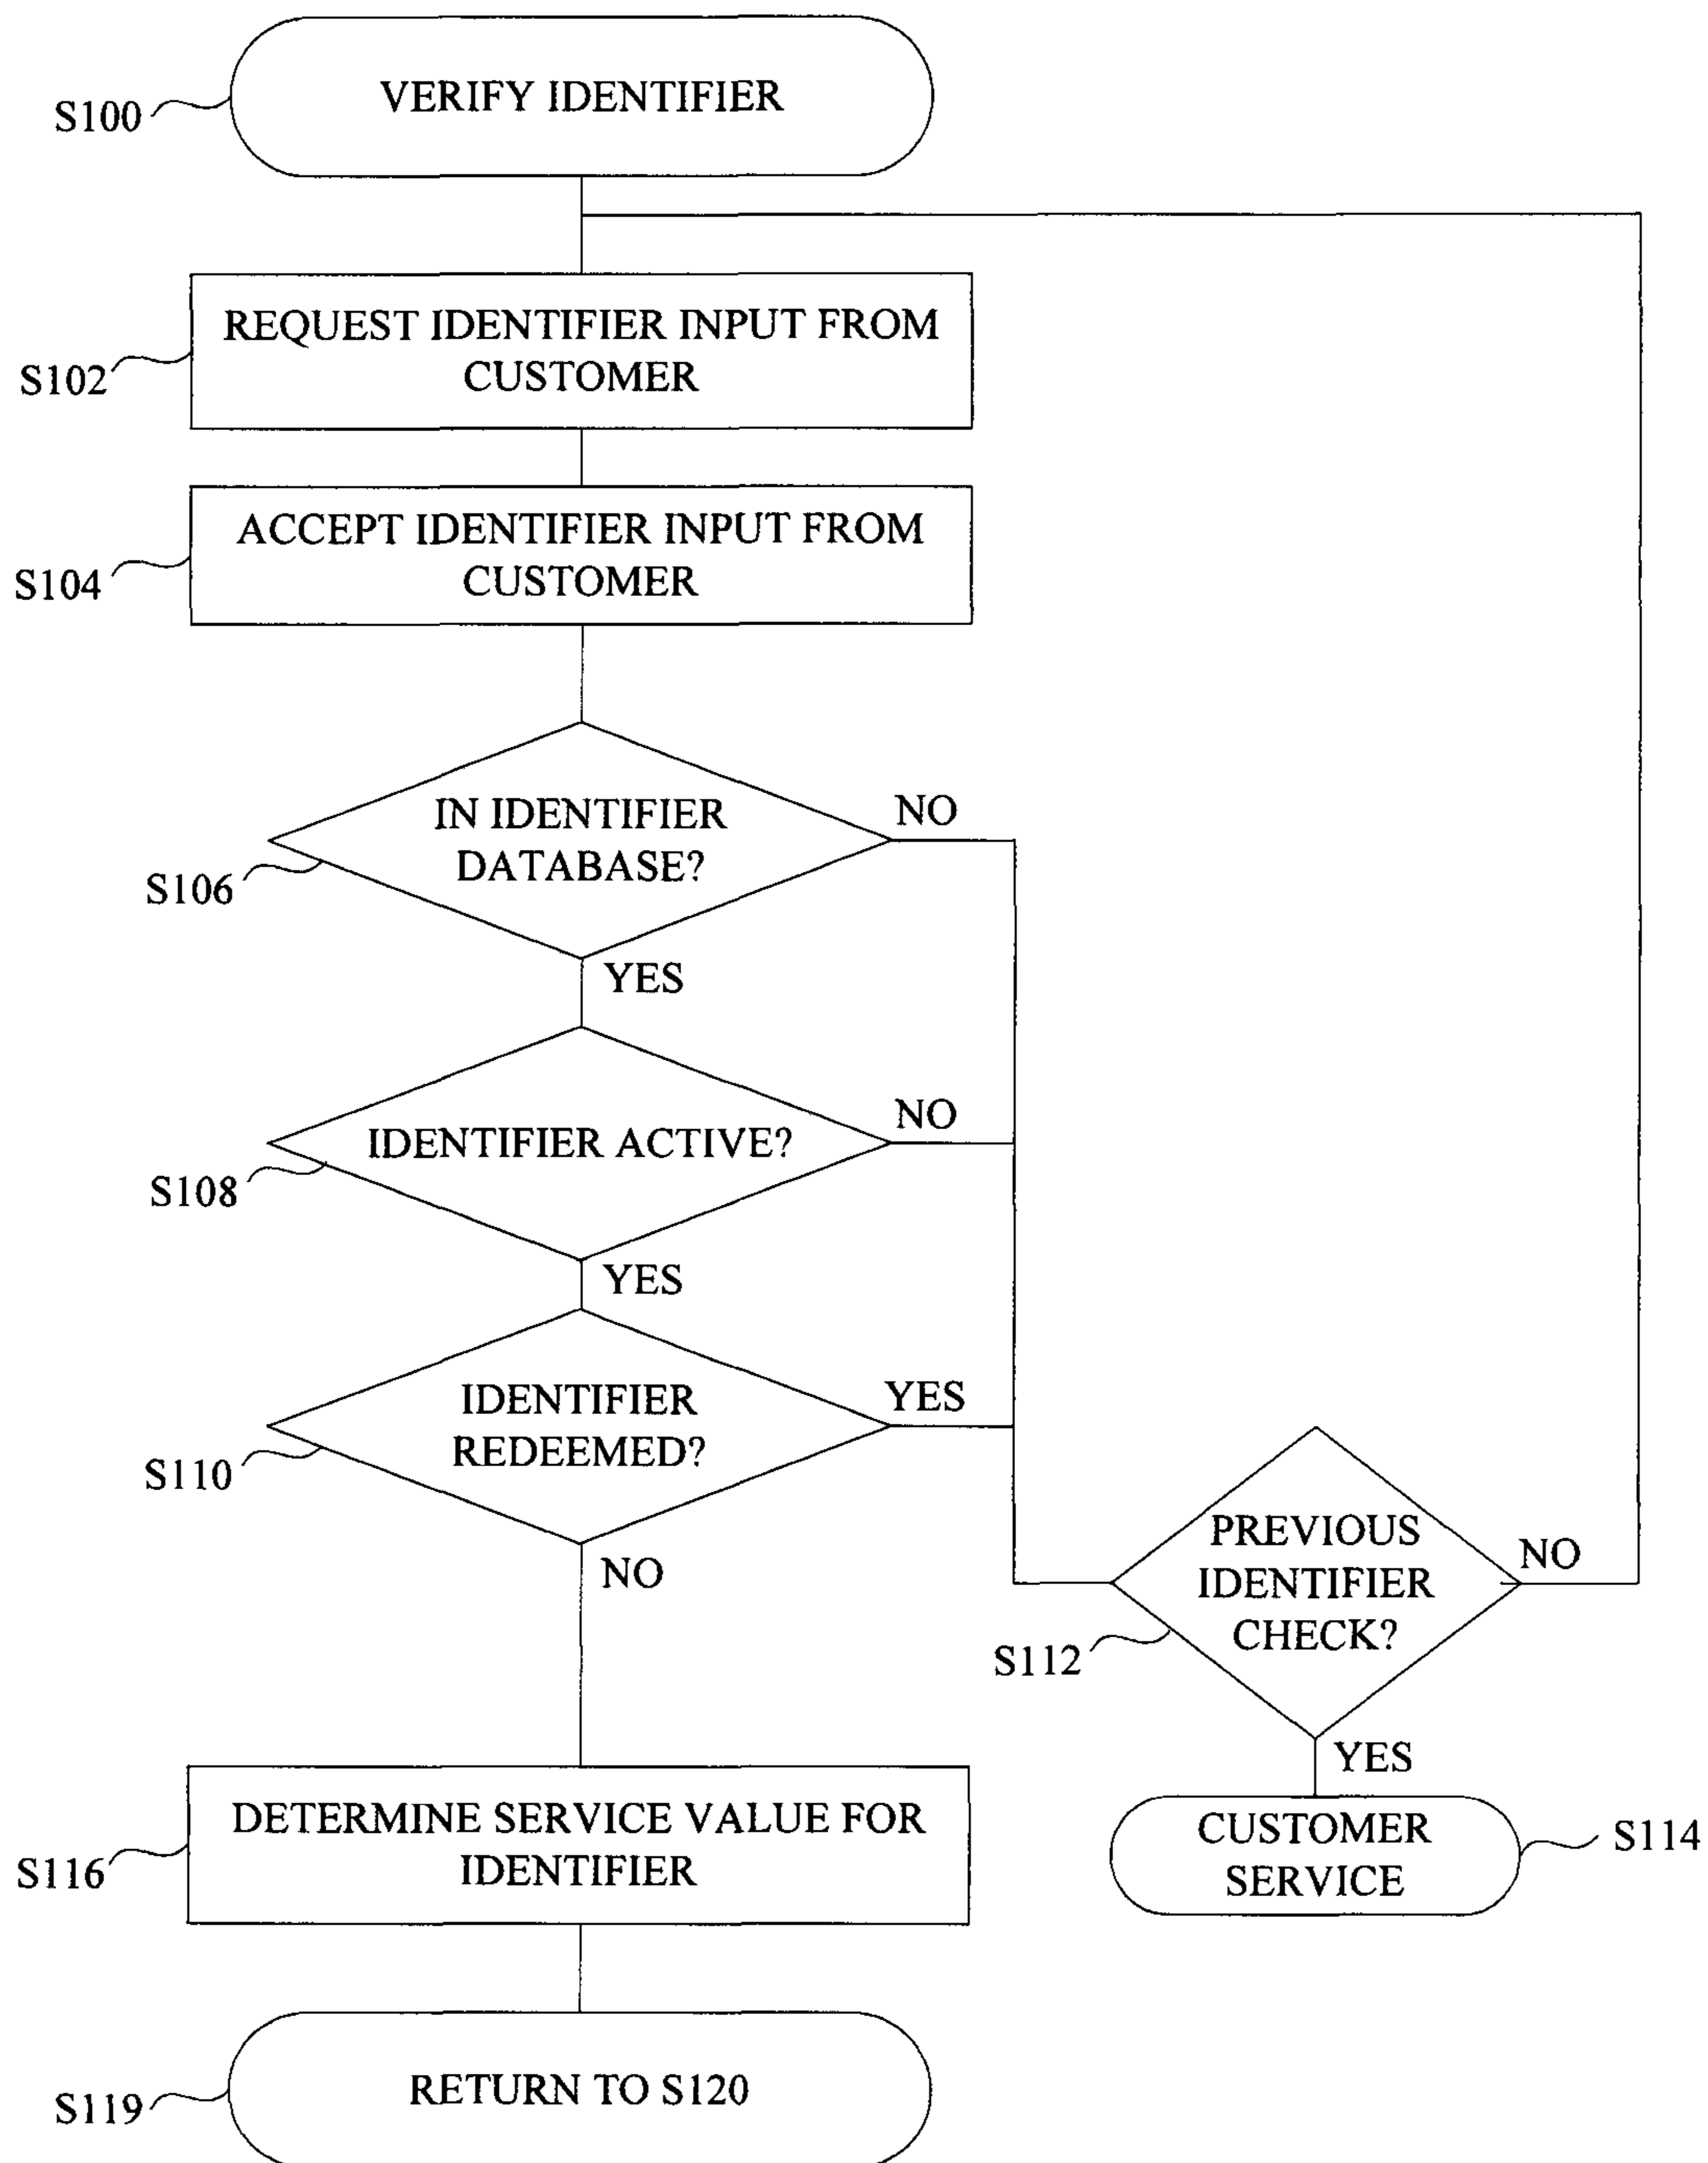 VERIFY IDENTIFIER
S100
REQUEST IDENTIFIER INPUT FROM
CUSTOMER
S102
ACCEPT IDENTIFIER INPUT FROM
CUSTOMER
S104
IN IDENTIFIER
DATABASE?
NO
S106
YES
IDENTIFIER ACTIVE?
NO
S108
YES
IDENTIFIER
REDEEMED?
YES
S110
NO
PREVIOUS
IDENTIFIER
CHECK?
NO
S112
YES
CUSTOMER
SERVICE
S114
DETERMINE SERVICE VALUE FOR
IDENTIFIER
S116
RETURN TO S120
S119